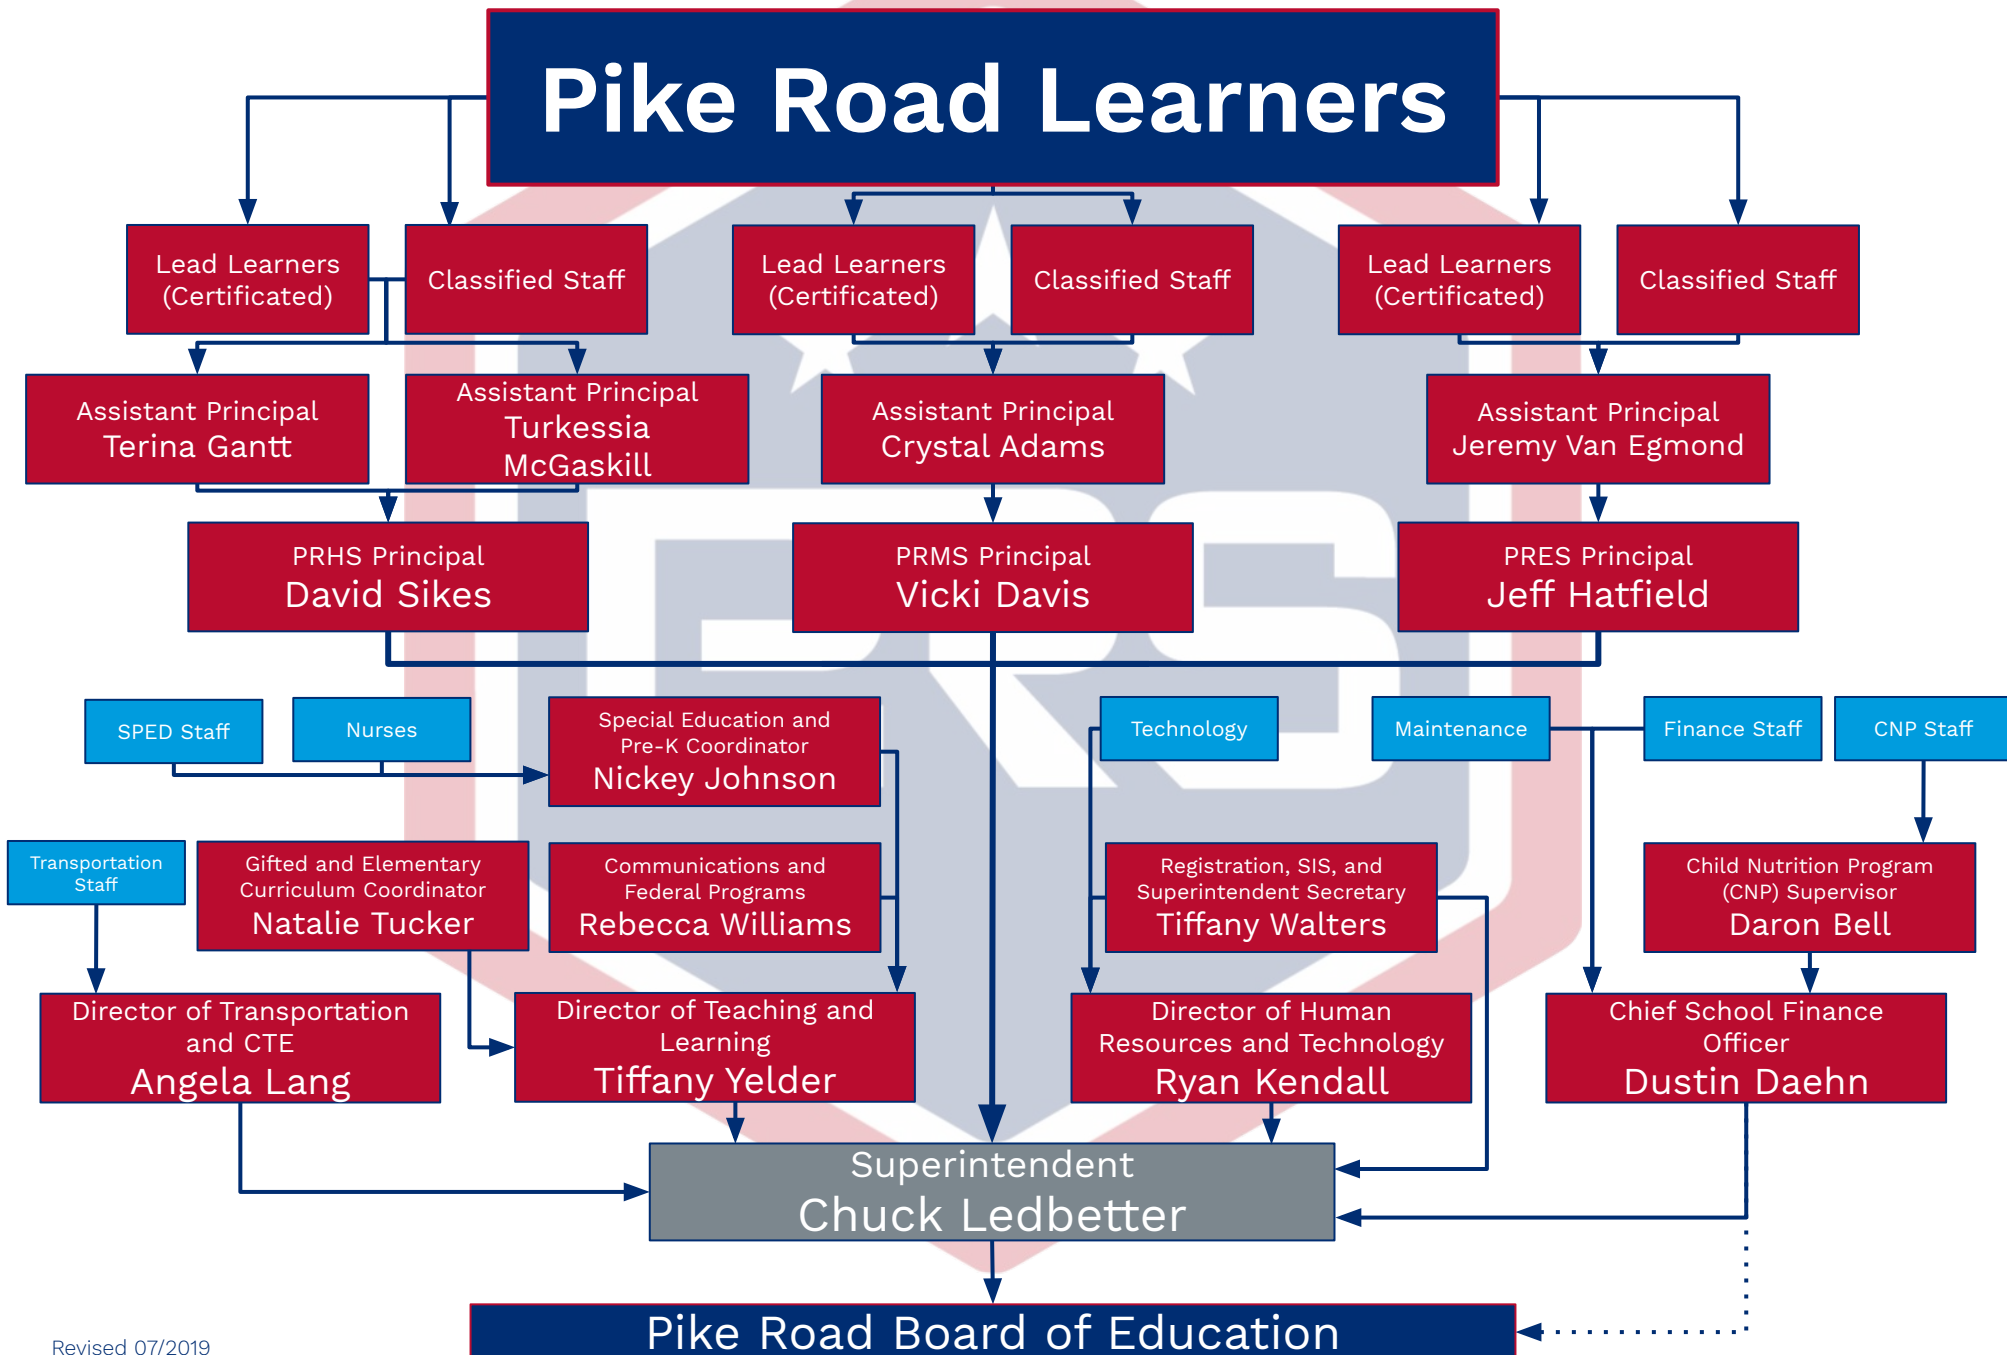 Pike Road Learners
Lead Learners
(Certificated)
Classified Staff
Lead Learners
(Certificated)
Classified Staff
Lead Learners
(Certificated)
Classified Staff
Assistant Principal
Terina Gantt
Assistant Principal
Turkessia
McGaskill
Assistant Principal
Crystal Adams
Assistant Principal
Jeremy Van Egmond
PRHS Principal
David Sikes
PRMS Principal
Vicki Davis
PRES Principal
Jeff Hatfield
PRS
SPED Staff
Nurses
Special Education and
Pre-K Coordinator
Nickey Johnson
Technology
Maintenance
Finance Staff
CNP Staff
Transportation
Staff
Gifted and Elementary
Curriculum Coordinator
Natalie Tucker
Communications and
Federal Programs
Rebecca Williams
Registration, SIS, and
Superintendent Secretary
Tiffany Walters
Child Nutrition Program
(CNP) Supervisor
Daron Bell
Director of Transportation
and CTE
Angela Lang
Director of Teaching and
Learning
Tiffany Yelder
Director of Human
Resources and Technology
Ryan Kendall
Chief School Finance
Officer
Dustin Daehn
Superintendent
Chuck Ledbetter
Pike Road Board of Education
Revised 07/2019